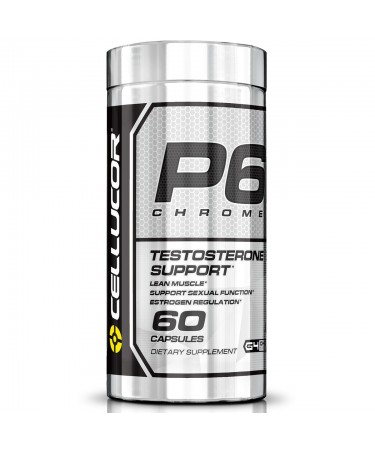 CELLUCOR
P6
CHROME
TESTOSTERONE
SUPPORT*
LEAN MUSCLE*
SUPPORT SEXUAL FUNCTION*
ESTROGEN REGULATION*
60
CAPSULES
DIETARY SUPPLEMENT